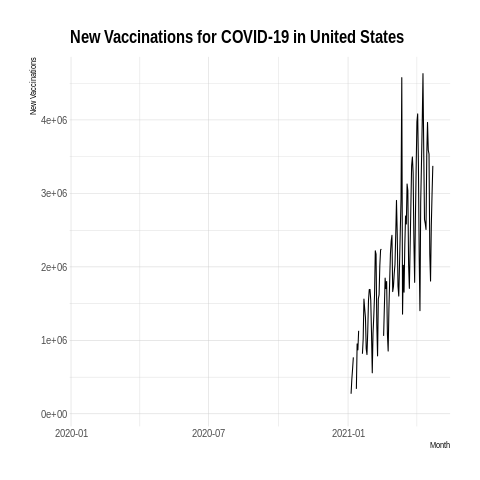 New Vaccinations for COVID-19 in United States
New Vaccinations
4e+06
3e+06
2e+06
1e+06
0e+00
2020-01
2020-07
2021-01
Month